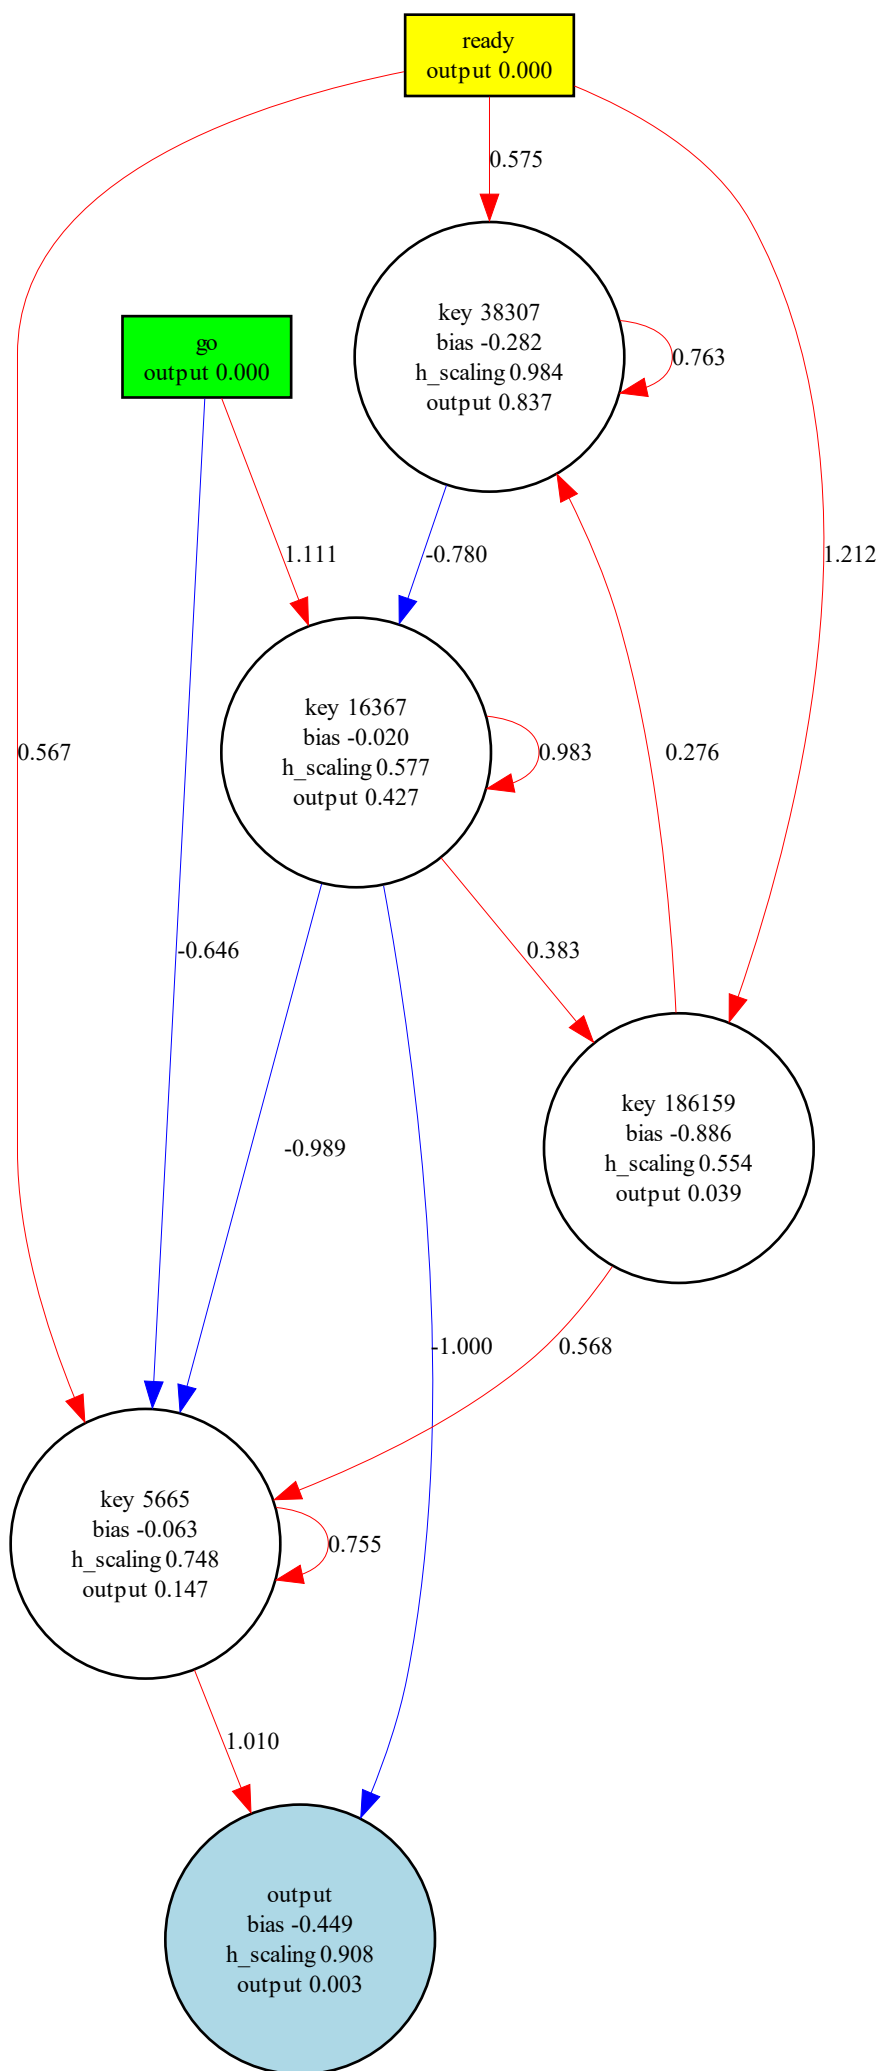 ready
output 0.000
0.575
key 38307
bias -0.282
h_scaling 0.984
output 0.837
0.763
go
output 0.000
1.111
-0.780
1.212
key 16367
bias -0.020
h_scaling 0.577
output 0.427
0.983
0.567
0.276
-0.646
0.383
-0.989
key 186159
bias -0.886
h_scaling 0.554
output 0.039
-1.000
0.568
key 5665
bias -0.063
h_scaling 0.748
output 0.147
0.755
1.010
output
bias -0.449
h_scaling 0.908
output 0.003